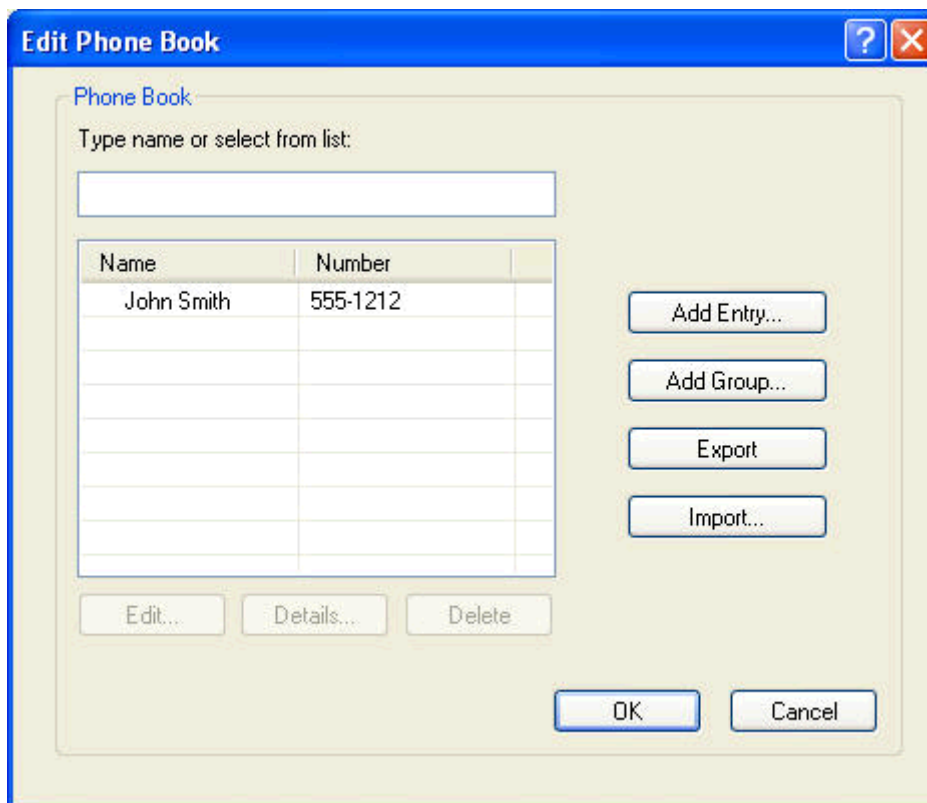 Edit Phone Book
Phone Book
Type name or select from list:
Name Number
John Smith 555-1212
Add Entry...
Add Group...
Export
Import...
Edit... Details... Delete
OK Cancel